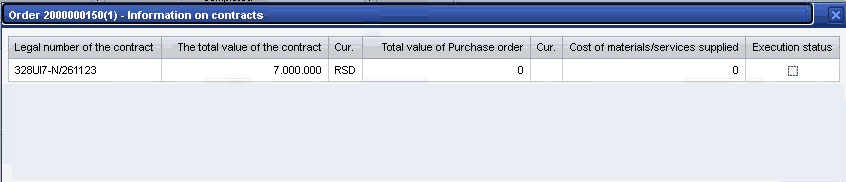 Order 2000000150(1) - Information on contracts
Legal number of the contract The total value of the contract Cur. Total value of Purchase order Cur. Cost of materials/services supplied Execution status
328UI7-N/261123 7.000.000 RSD 0 0